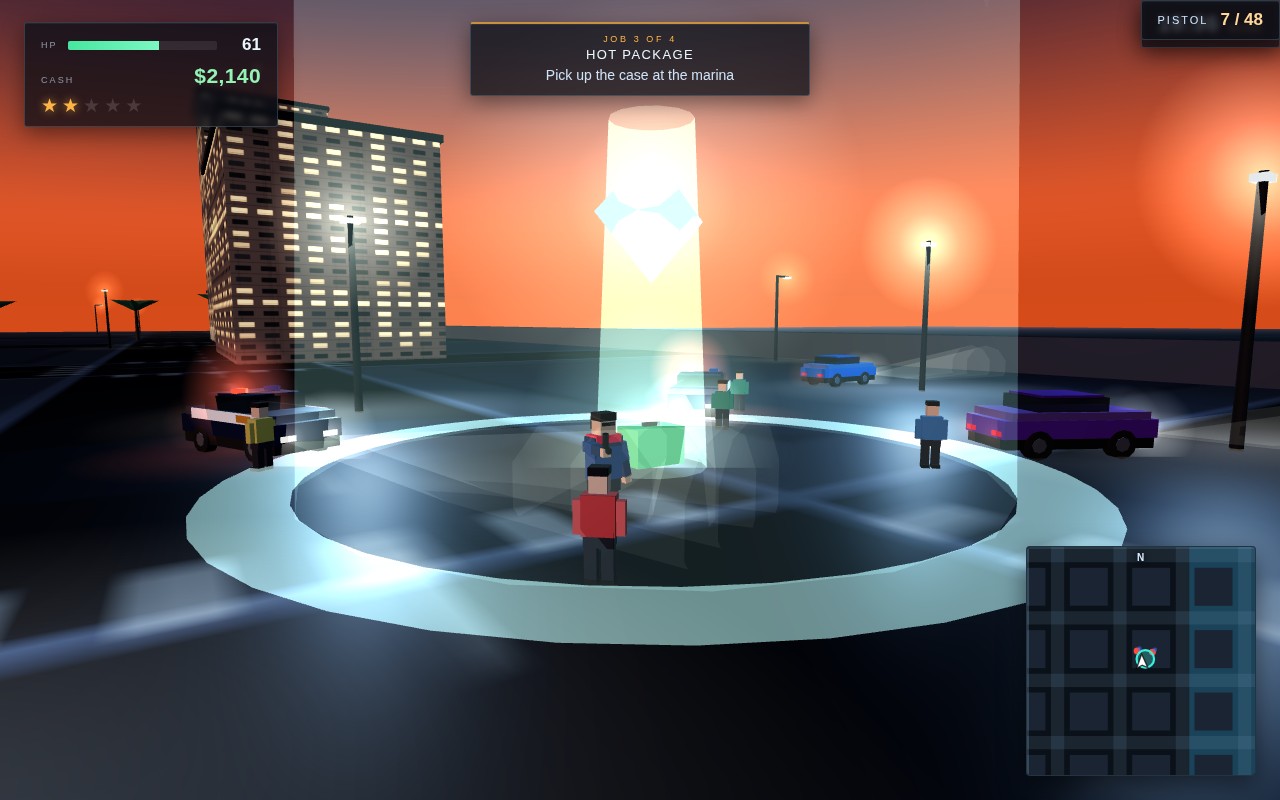 HP 61
CASH $2,140
JOB 3 OF 4
HOT PACKAGE
Pick up the case at the marina
PISTOL 7 / 48
N